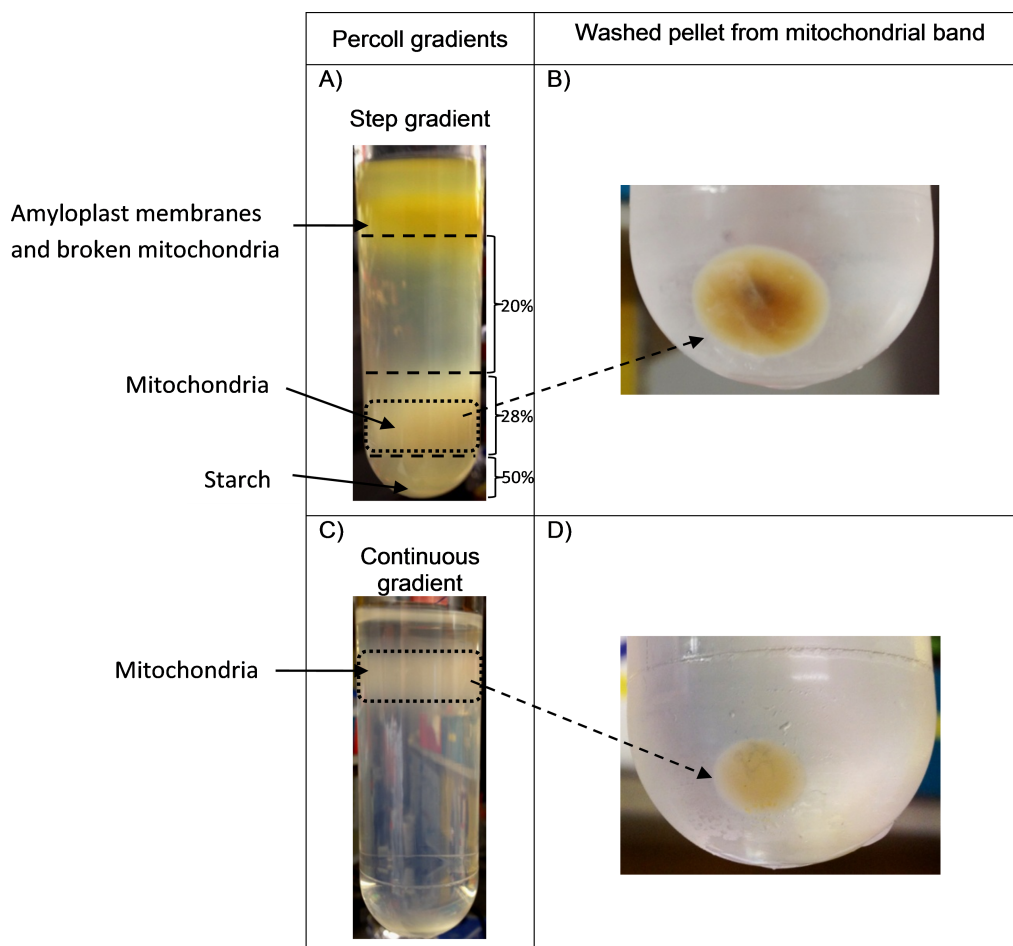 Percoll gradients
Washed pellet from mitochondrial band
A)
B)
Step gradient
Amyloplast membranes
and broken mitochondria
20%
Mitochondria
28%
Starch
50%
C)
D)
Continuous
gradient
Mitochondria